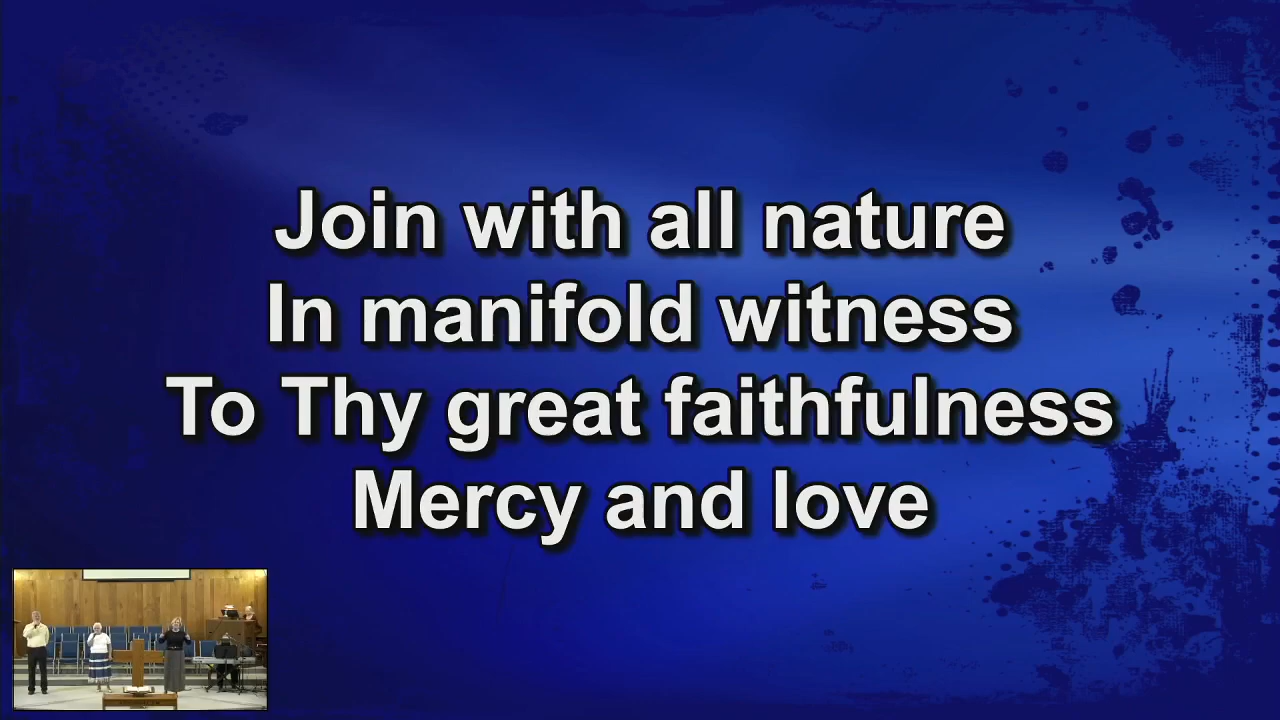 Join with all nature
In manifold witness
To Thy great faithfulness
Mercy and love